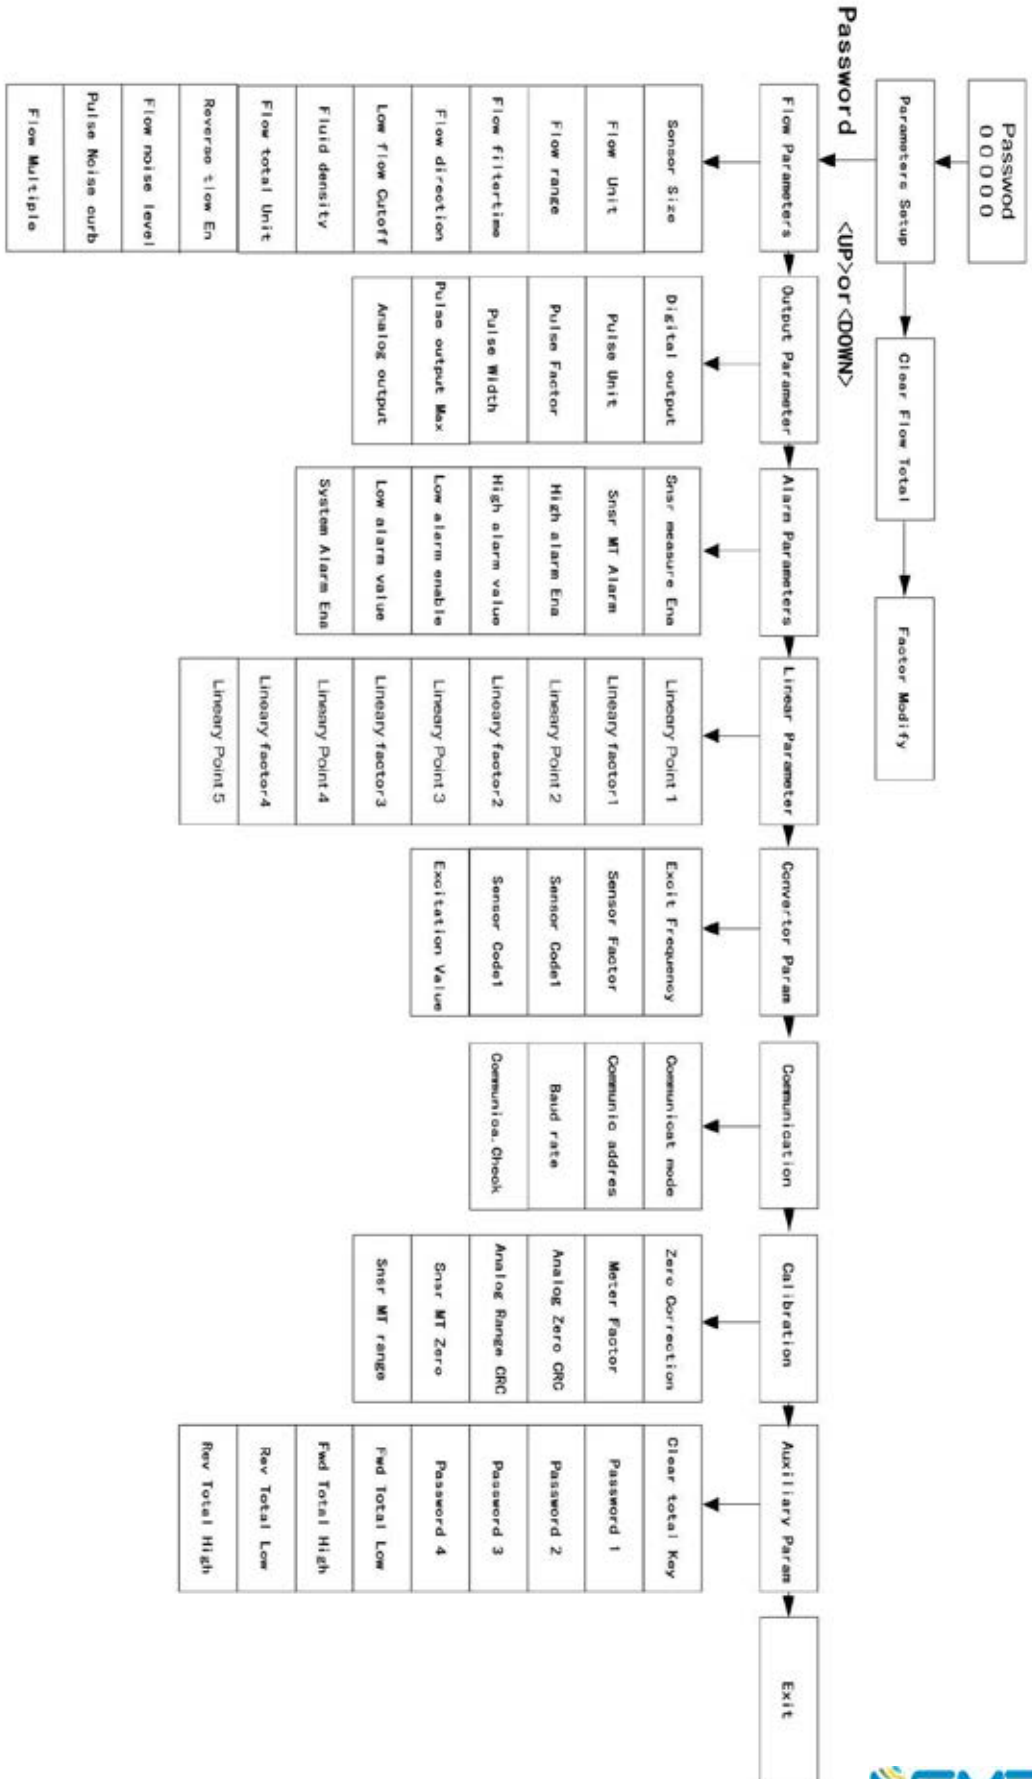 Passwod
00000
Parameters Setup
Clear Flow Total
Factor Modify
Password
<UP>or<DOWN>
Flow Parameters
Output Parameter
Alarm Parameters
Linear Parameter
Convertor Param
Communication
Calibration
Auxiliary Param
Exit
Sensor Size
Flow Unit
Flow range
Flow filtertime
Flow direction
Low flow Cutoff
Fluid density
Flow total Unit
Reverse tlow En
Flow noise level
Pulse Noise curb
Flow Multiple
Digital output
Pulse Unit
Pulse Factor
Pulse Width
Pulse output Max
Analog output
Snsr measure Ena
Snsr MT Alarm
High alarm Ena
High alarm value
Low alarm enable
Low alarm value
System Alarm Ena
Lineary Point 1
Lineary factor1
Lineary Point 2
Lineary factor2
Lineary Point 3
Lineary factor3
Lineary Point 4
Lineary factor4
Lineary Point 5
Excit Frequency
Sensor Factor
Sensor Code1
Sensor Code1
Excitation Value
Communicat mode
Communic addres
Baud rate
Communica.Check
Zero Correction
Meter Factor
Analog Zero CRC
Analog Range CRC
Snsr MT Zero
Snsr MT range
Clear total Key
Password 1
Password 2
Password 3
Password 4
Fwd Total Low
Fwd Total High
Rev Total Low
Rev Total High